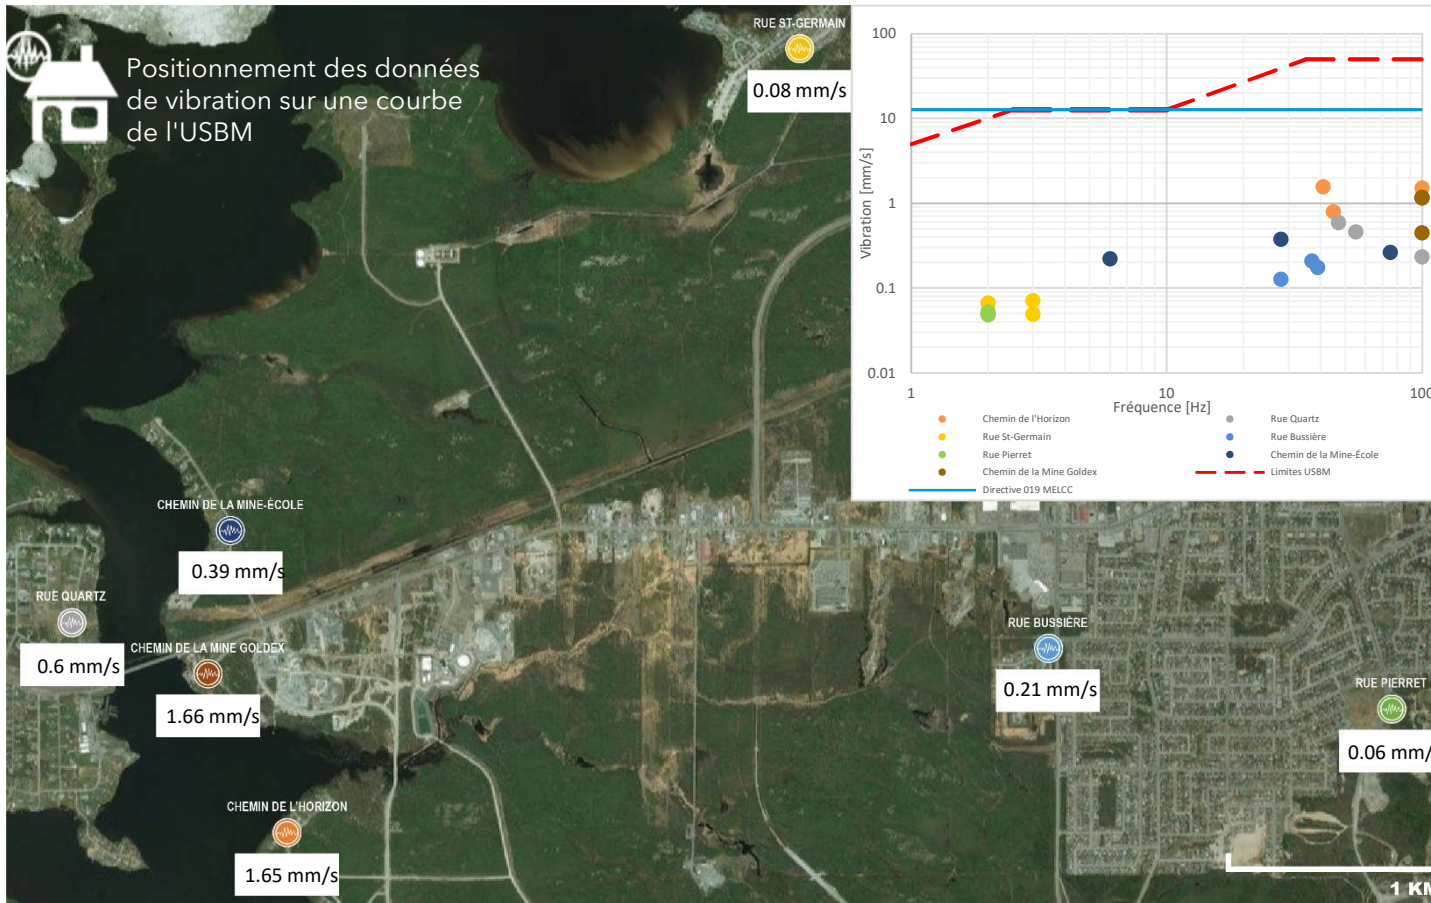 Positionnement des données
de vibration sur une courbe
de l'USBM
RUE ST-GERMAIN
0.08 mm/s
100
10
1
0.1
0.01
Vibration [mm/s]
1
10
100
Fréquence [Hz]
Chemin de l'Horizon
Rue Quartz
Rue St-Germain
Rue Bussière
Rue Pierret
Chemin de la Mine-École
Chemin de la Mine Goldex
Limites USBM
Directive 019 MELCC
CHEMIN DE LA MINE-ÉCOLE
0.39 mm/s
RUE QUARTZ
0.6 mm/s
CHEMIN DE LA MINE GOLDEX
1.66 mm/s
RUE BUSSIÈRE
0.21 mm/s
RUE PIERRET
0.06 mm/
CHEMIN DE L'HORIZON
1.65 mm/s
1 KM